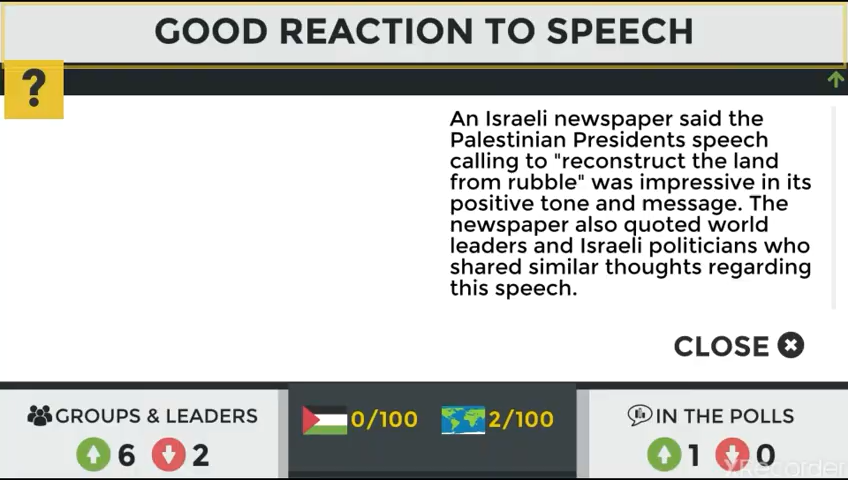 GOOD REACTION TO SPEECH
?
An Israeli newspaper said the
Palestinian Presidents speech
calling to "reconstruct the land
from rubble" was impressive in its
positive tone and message. The
newspaper also quoted world
leaders and Israeli politicians who
shared similar thoughts regarding
this speech.
CLOSE
GROUPS & LEADERS
6 2
0/100 2/100
IN THE POLLS
1 0
XRecorder